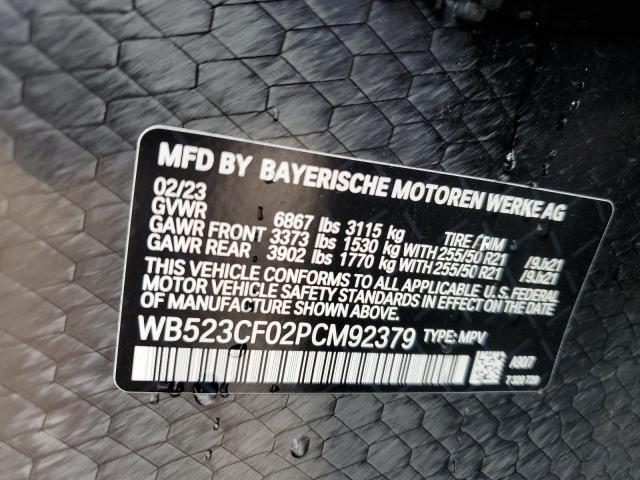 MFD BY BAYERISCHE MOTOREN WERKE AG
02/23
GVWR 6867 lbs 3115 kg TIRE/RIM
GAWR FRONT 3373 lbs 1530 kg WITH 255/50 R21 /9Jx21
GAWR REAR 3902 lbs 1770 kg WITH 255/50 R21 /9Jx21
THIS VEHICLE CONFORMS TO ALL APPLICABLE U.S. FEDERAL
MOTOR VEHICLE SAFETY STANDARDS IN EFFECT ON THE DATE
OF MANUFACTURE SHOWN ABOVE.
WB523CF02PCM92379 TYPE: MPV